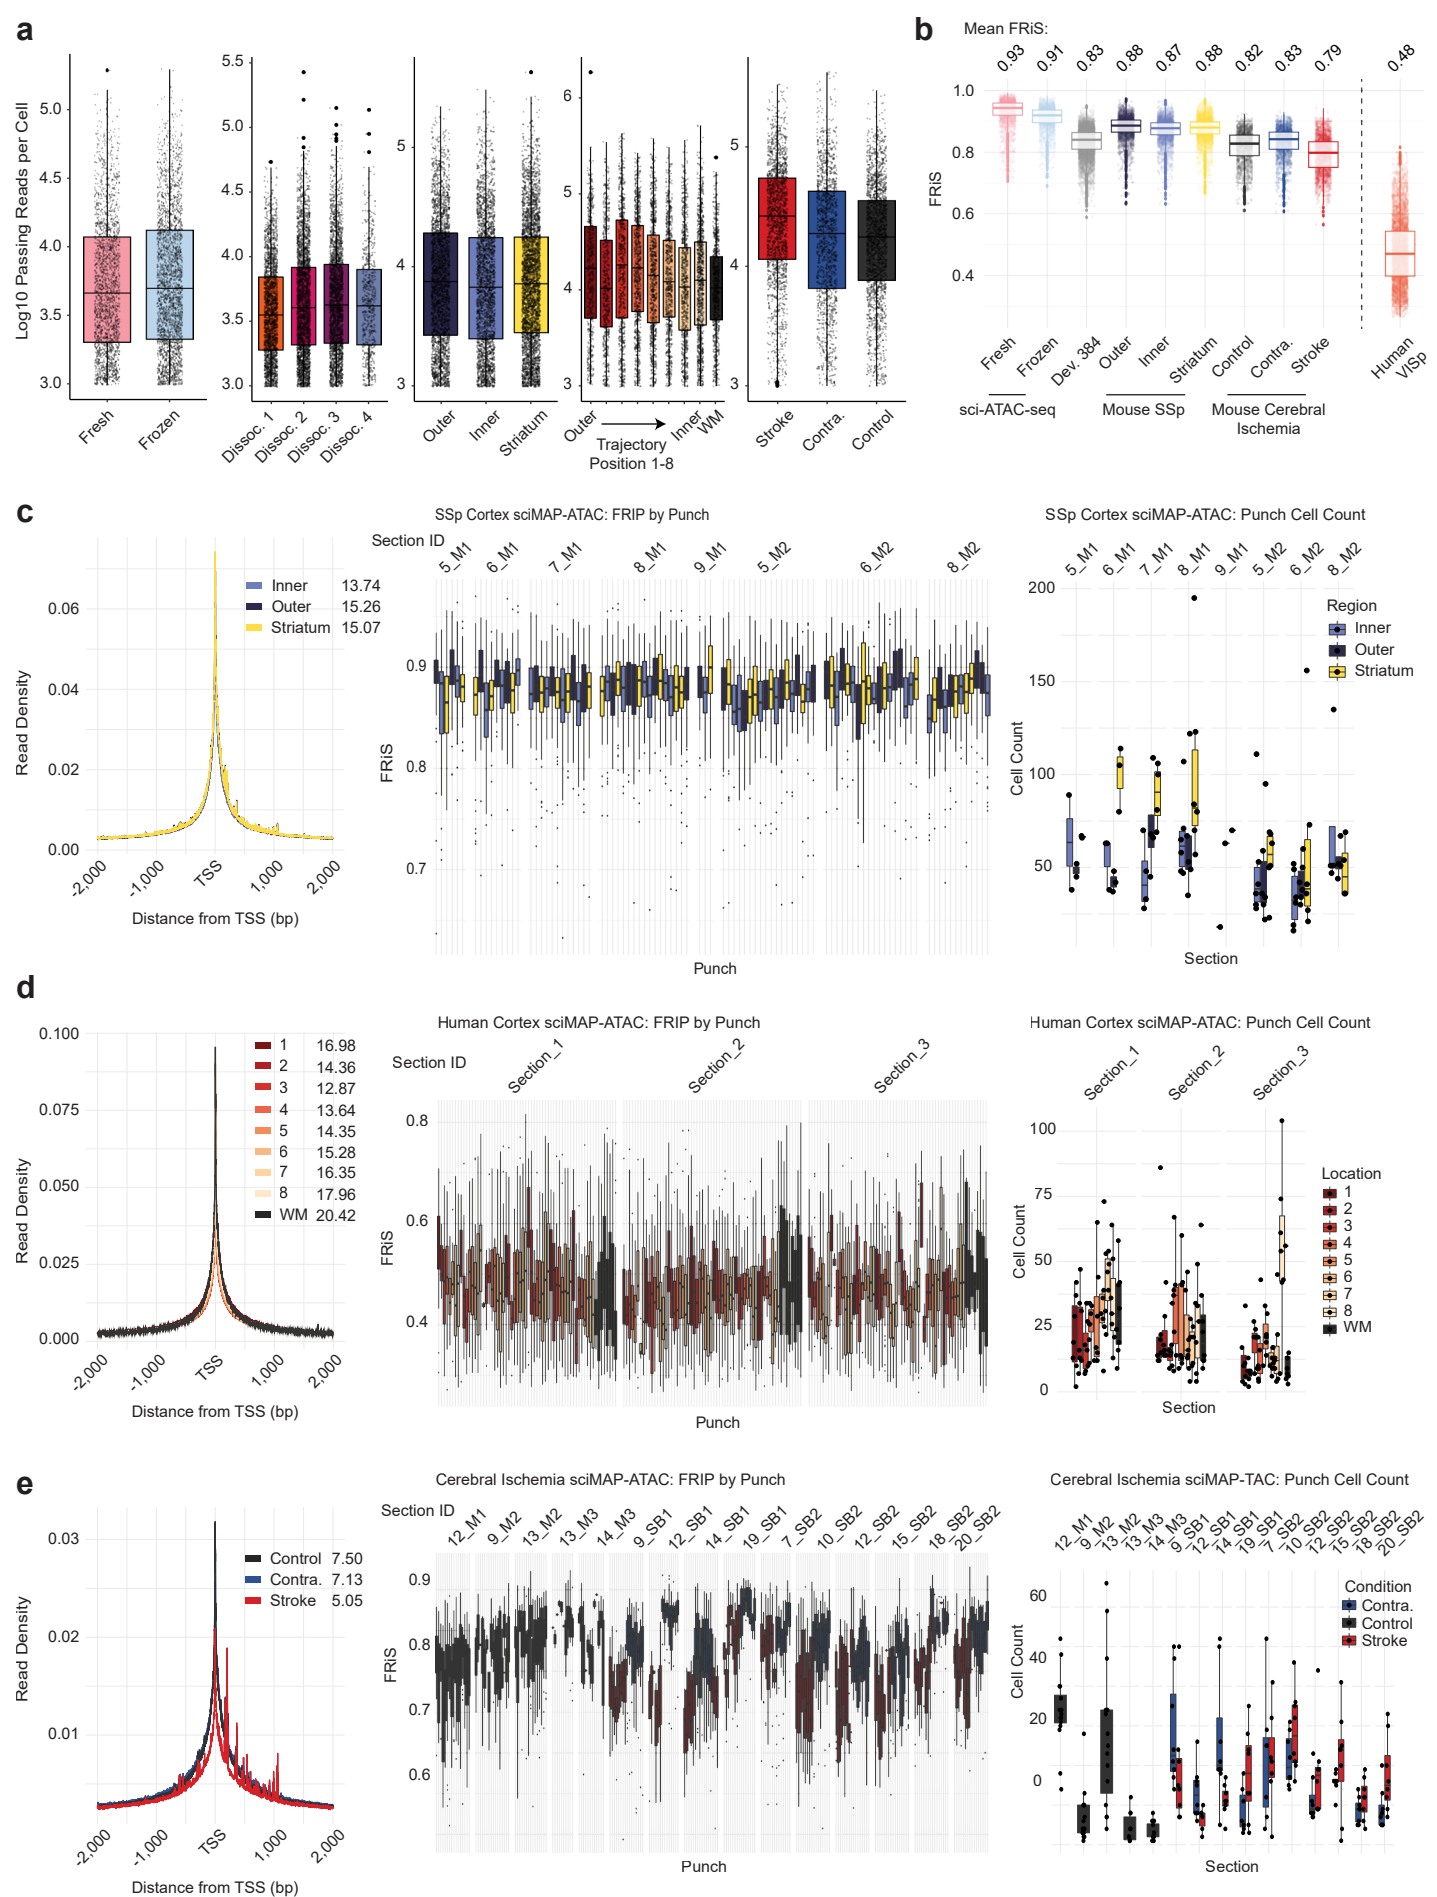 a
Log10 Passing Reads per Cell
5.0
4.5
4.0
3.5
3.0
Fresh
Frozen
5.5
5.0
4.5
4.0
3.5
3.0
Dissoc. 1
Dissoc. 2
Dissoc. 3
Dissoc. 4
5
4
3
Outer
Inner
Striatum
6
5
4
3
Outer
Inner
WM
Trajectory
Position 1-8
5
4
3
Stroke
Contra.
Control
b
Mean FRiS:
0.93
0.91
0.83
0.88
0.87
0.88
0.82
0.83
0.79
0.48
FRiS
1.0
0.8
0.6
0.4
Fresh
Frozen
Dev. 384
Outer
Inner
Striatum
Control
Contra.
Stroke
Human
VISp
sci-ATAC-seq
Mouse SSp
Mouse Cerebral
Ischemia
c
Read Density
0.06
0.04
0.02
0.00
Inner 13.74
Outer 15.26
Striatum 15.07
-2,000
-1,000
TSS
1,000
2,000
Distance from TSS (bp)
SSp Cortex sciMAP-ATAC: FRIP by Punch
Section ID
5_M1
6_M1
7_M1
8_M1
9_M1
5_M2
6_M2
8_M2
FRiS
0.9
0.8
0.7
Punch
SSp Cortex sciMAP-ATAC: Punch Cell Count
5_M1
6_M1
7_M1
8_M1
9_M1
5_M2
6_M2
8_M2
Cell Count
200
150
100
50
Region
Inner
Outer
Striatum
Section
d
Read Density
0.100
0.075
0.050
0.025
0.000
1 16.98
2 14.36
3 12.87
4 13.64
5 14.35
6 15.28
7 16.35
8 17.96
WM 20.42
-2,000
-1,000
TSS
1,000
2,000
Distance from TSS (bp)
Human Cortex sciMAP-ATAC: FRIP by Punch
Section ID
Section_1
Section_2
Section_3
FRiS
0.8
0.6
0.4
Punch
Human Cortex sciMAP-ATAC: Punch Cell Count
Section_1
Section_2
Section_3
Cell Count
100
75
50
25
0
Location
1
2
3
4
5
6
7
8
WM
Section
e
Read Density
0.03
0.02
0.01
Control 7.50
Contra. 7.13
Stroke 5.05
-2,000
-1,000
TSS
1,000
2,000
Distance from TSS (bp)
Cerebral Ischemia sciMAP-ATAC: FRIP by Punch
Section ID
12_M1
9_M2
13_M2
13_M3
14_M3
9_SB1
12_SB1
14_SB1
19_SB1
7_SB2
10_SB2
12_SB2
15_SB2
18_SB2
20_SB2
FRiS
0.9
0.8
0.7
0.6
Punch
Cerebral Ischemia sciMAP-TAC: Punch Cell Count
12_M1
9_M2
13_M2
13_M3
14_M3
9_SB1
12_SB1
14_SB1
19_SB2
7_SB2
10_SB2
12_SB2
15_SB2
18_SB2
20_SB2
Cell Count
60
40
20
0
Condition
Contra.
Control
Stroke
Section